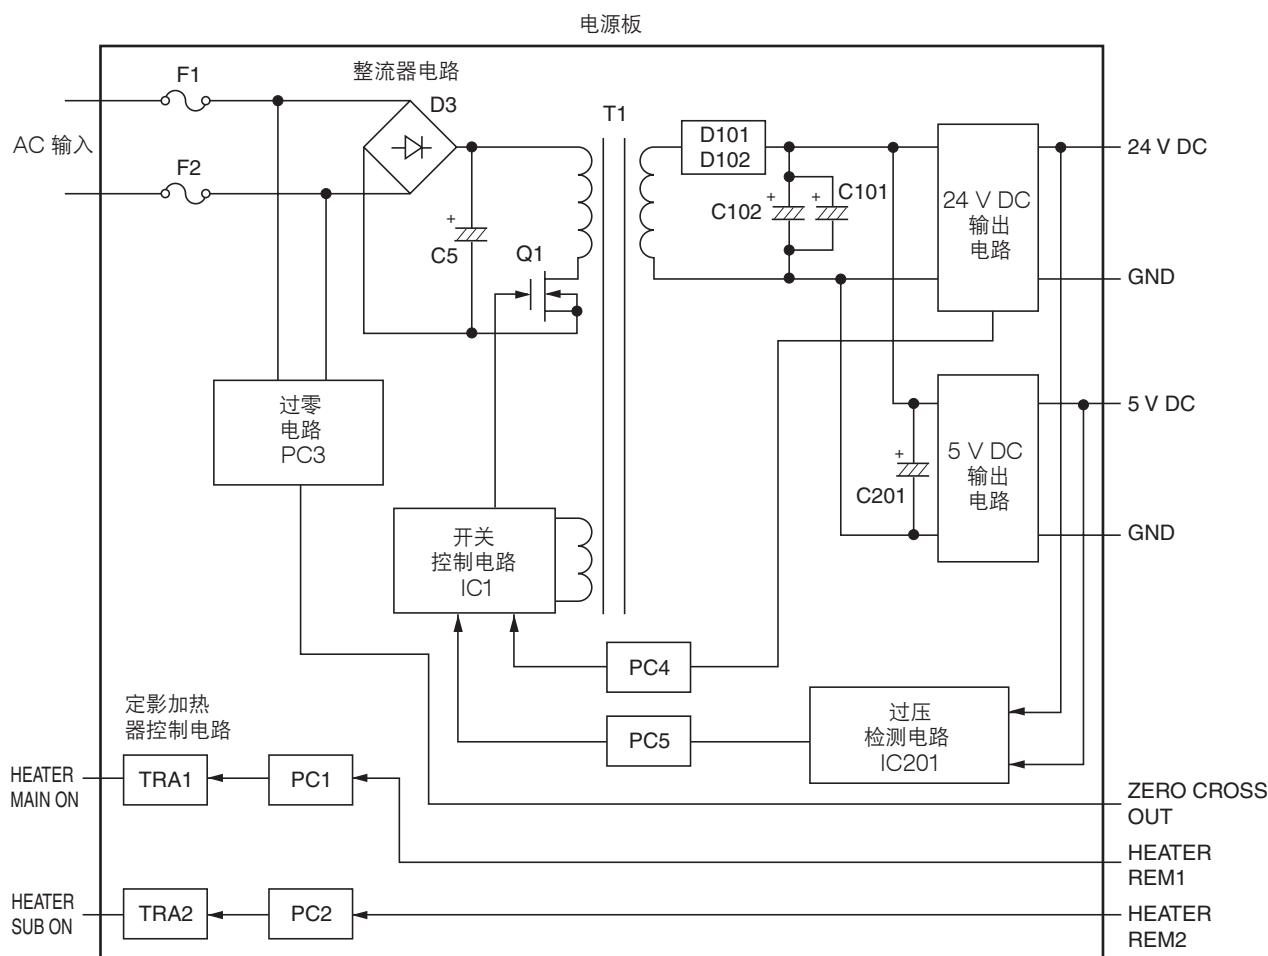 电源板
F1
整流器电路
D3
T1
AC 输入
D101
D102
24 V DC
F2
C101
C102
24 V DC
输出
电路
+
+
+
C5
Q1
GND
过零
电路
PC3
5 V DC
5 V DC
输出
电路
+
C201
GND
开关
控制电路
IC1
PC4
定影加热
器控制电路
过压
检测电路
IC201
PC5
HEATER
MAIN ON
TRA1
PC1
ZERO CROSS
OUT
HEATER
REM1
HEATER
SUB ON
TRA2
PC2
HEATER
REM2